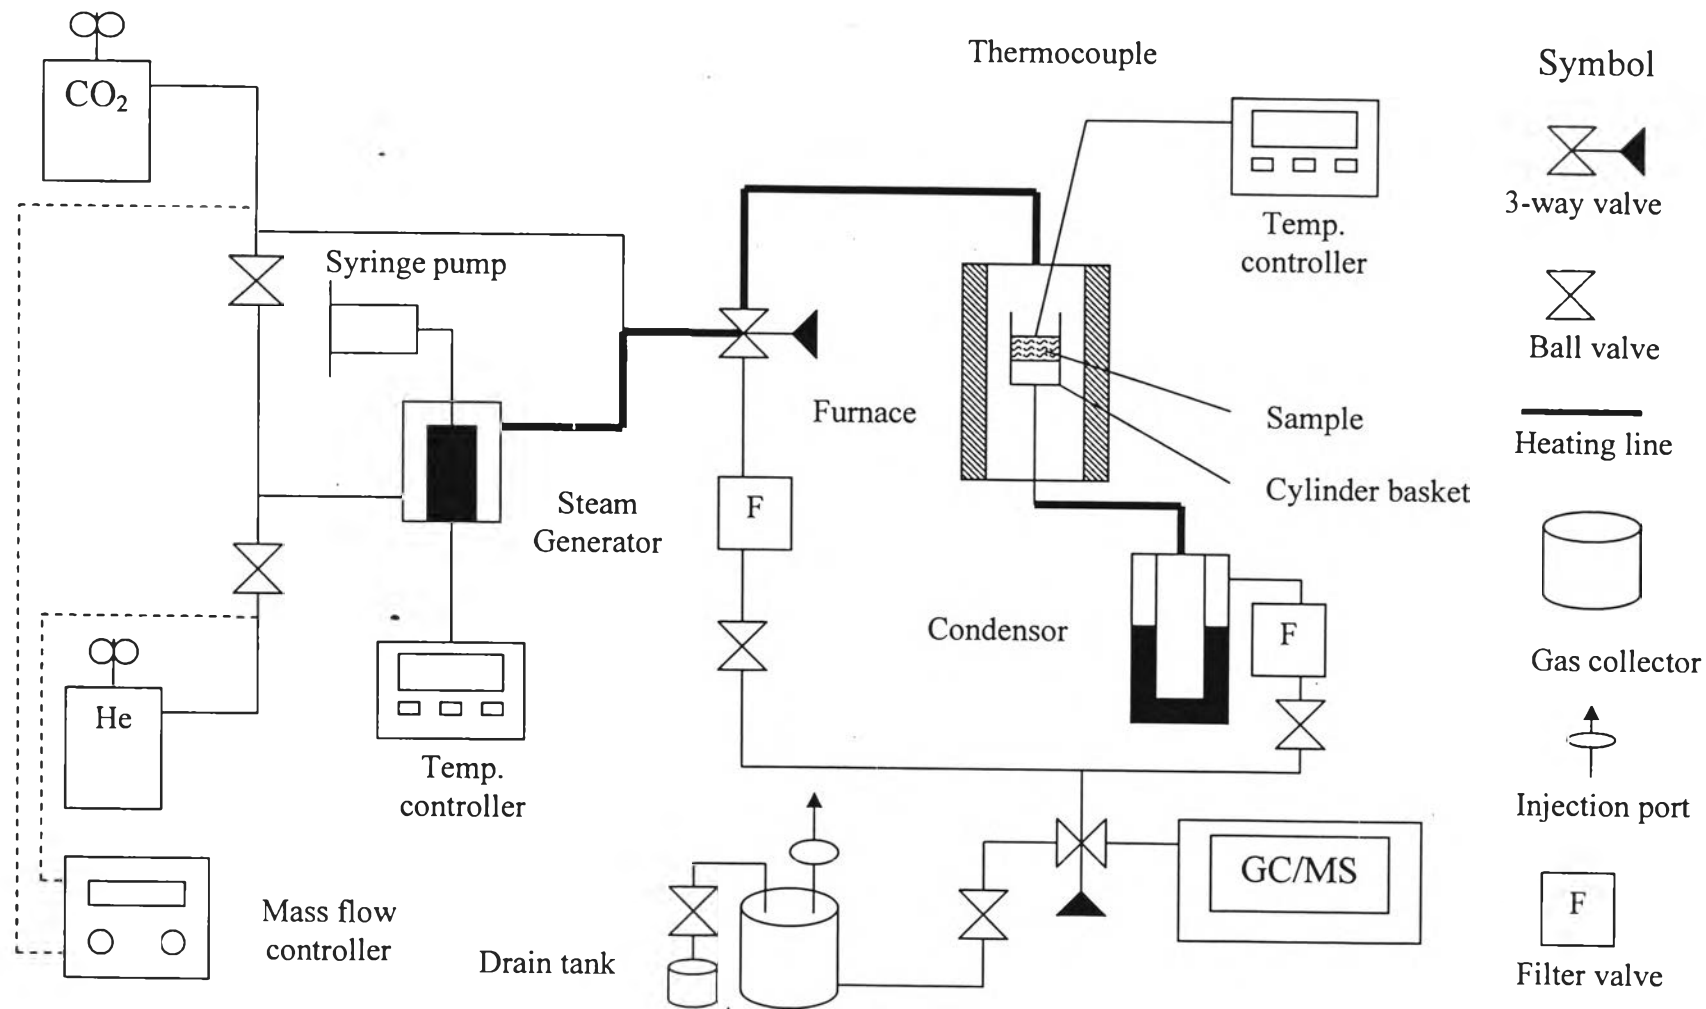 Thermocouple
Symbol
CO₂
3-way valve
Temp.
controller
Syringe pump
Ball valve
Furnace
Sample
Heating line
Cylinder basket
F
Steam
Generator
Condensor
F
Gas collector
He
Temp.
controller
Injection port
GC/MS
F
Mass flow
controller
Drain tank
Filter valve